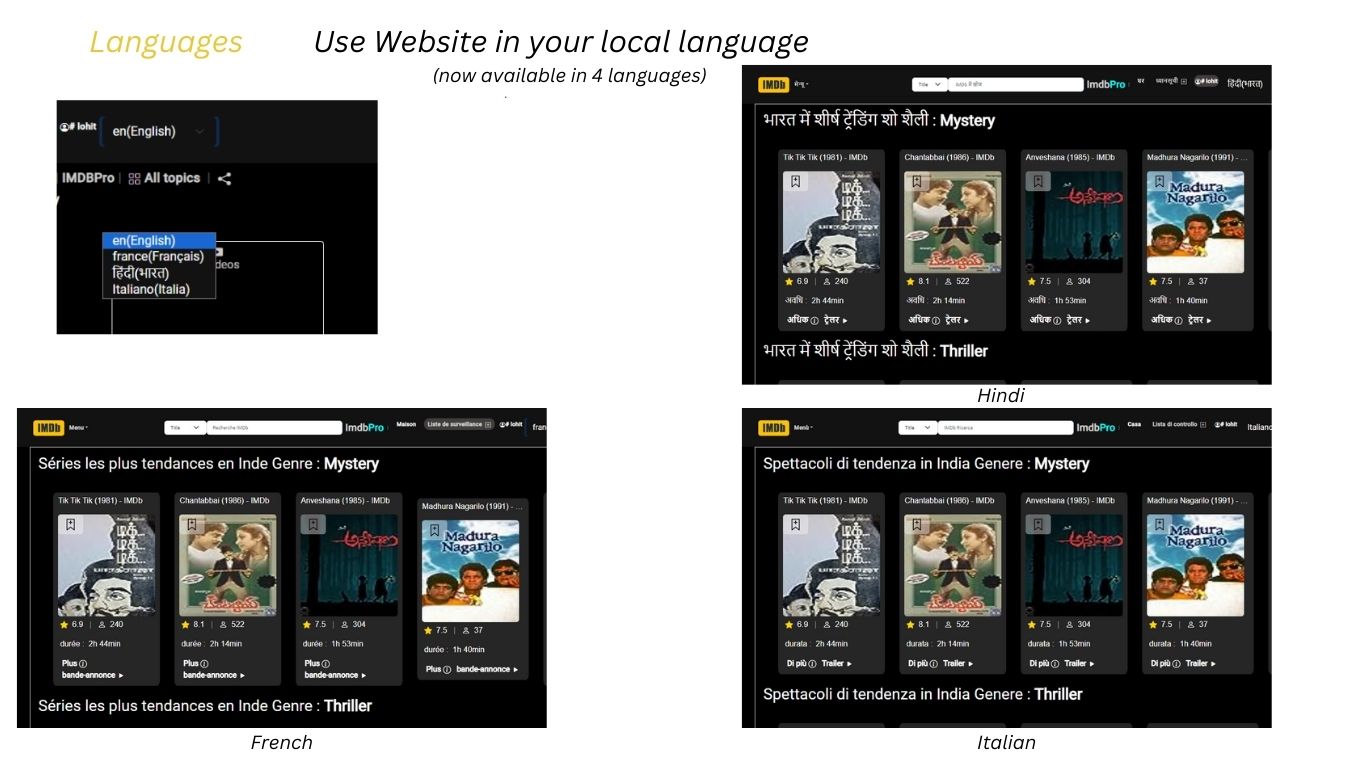 Languages
Use Website in your local language
(now available in 4 languages)
# lohit
en(English)
IMDBPro | All topics |
en(English)
france(Français)
हिंदी(भारत)
Italiano(Italia)
deos
IMDb
मेन्यू
Title
IMDb में खोज
ImdbPro
घर
ध्यानसूची
# lohit
हिंदी(भारत)
भारत में शीर्ष ट्रेंडिंग शो शैली : Mystery
Tik Tik Tik (1981) - IMDb
Chantabbai (1986) - IMDb
Anveshana (1985) - IMDb
Madhura Nagarilo (1991) - ...
Madura
Nagarilo
6.9 | 240
8.1 | 522
7.5 | 304
7.5 | 37
अवधि : 2h 44min
अवधि : 2h 14min
अवधि : 1h 53min
अवधि : 1h 40min
अधिक ट्रेलर
अधिक ट्रेलर
अधिक ट्रेलर
अधिक ट्रेलर
भारत में शीर्ष ट्रेंडिंग शो शैली : Thriller
Hindi
IMDb
Menu
Title
Recherche IMDb
ImdbPro
Maison
Liste de surveillance
# lohit
fran
Séries les plus tendances en Inde Genre : Mystery
Tik Tik Tik (1981) - IMDb
Chantabbai (1986) - IMDb
Anveshana (1985) - IMDb
Madhura Nagarilo (1991) - ...
Madura
Nagarilo
6.9 | 240
8.1 | 522
7.5 | 304
7.5 | 37
durée : 2h 44min
durée : 2h 14min
durée : 1h 53min
durée : 1h 40min
Plus
bande-annonce
Plus
bande-annonce
Plus
bande-annonce
Plus bande-annonce
Séries les plus tendances en Inde Genre : Thriller
French
IMDb
Menù
Title
IMDb Ricerca
ImdbPro
Casa
Lista di controllo
# lohit
Italiano
Spettacoli di tendenza in India Genere : Mystery
Tik Tik Tik (1981) - IMDb
Chantabbai (1986) - IMDb
Anveshana (1985) - IMDb
Madhura Nagarilo (1991) - ...
Madura
Nagarilo
6.9 | 240
8.1 | 522
7.5 | 304
7.5 | 37
durata : 2h 44min
durata : 2h 14min
durata : 1h 53min
durata : 1h 40min
Di più Trailer
Di più Trailer
Di più Trailer
Di più Trailer
Spettacoli di tendenza in India Genere : Thriller
Italian